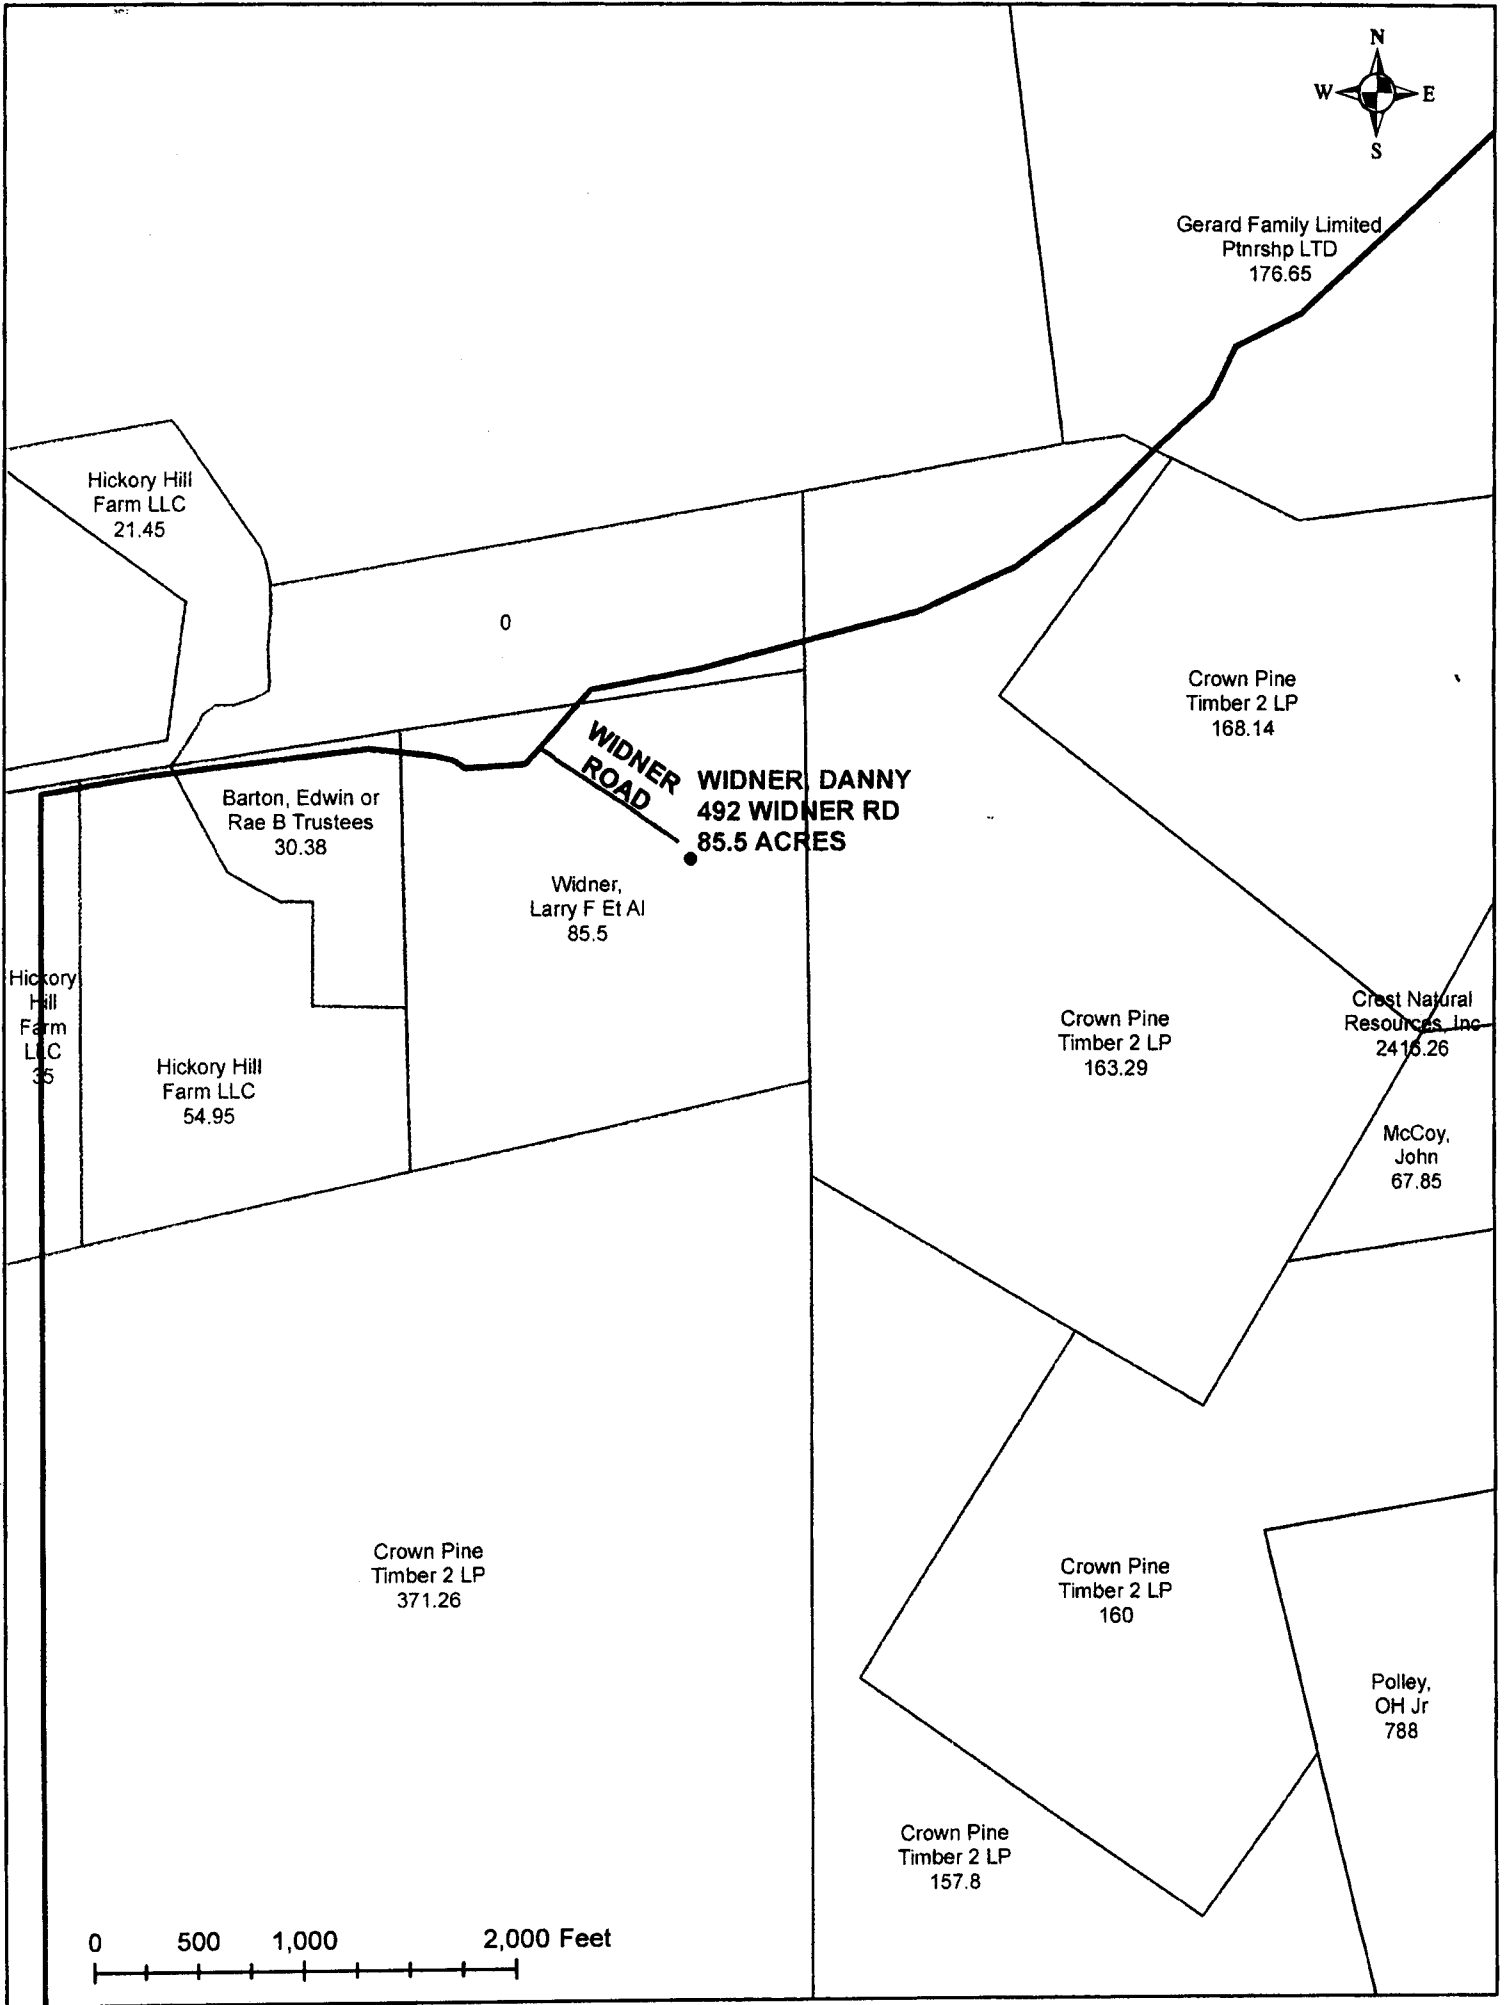 N
W E
S
Gerard Family Limited
Ptnrshp LTD
176.65
Hickory Hill
Farm LLC
21.45
0
Crown Pine
Timber 2 LP
168.14
WIDNER
ROAD
WIDNER, DANNY
492 WIDNER RD
85.5 ACRES
Barton, Edwin or
Rae B Trustees
30.38
Widner,
Larry F Et Al
85.5
Hickory
Hill
Farm
LLC
35
Hickory Hill
Farm LLC
54.95
Crown Pine
Timber 2 LP
163.29
Crest Natural
Resources, Inc
2416.26
McCoy,
John
67.85
Crown Pine
Timber 2 LP
371.26
Crown Pine
Timber 2 LP
160
Polley,
OH Jr
788
Crown Pine
Timber 2 LP
157.8
0 500 1,000 2,000 Feet